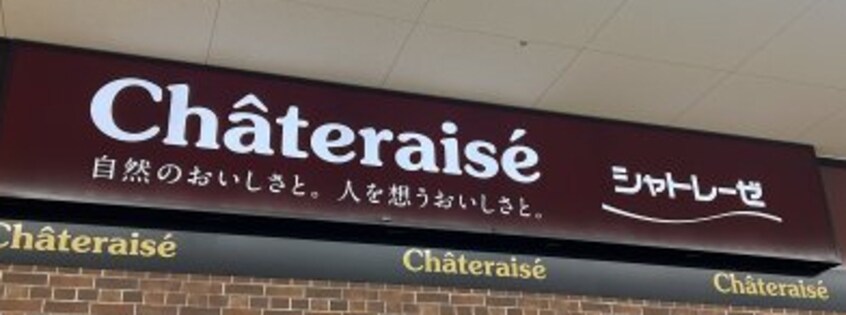 Châteraisé
自然のおいしさと。人を想うおいしさと。
シャトレーゼ
Châteraisé
Châteraisé
Châteraisé